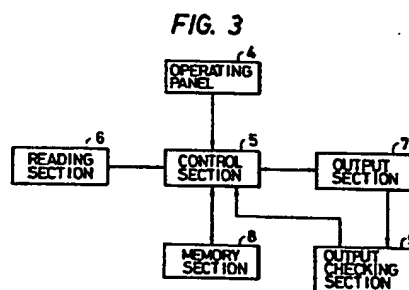 FIG. 3
4
OPERATING
PANEL
6
READING
SECTION
5
CONTROL
SECTION
7
OUTPUT
SECTION
8
MEMORY
SECTION
OUTPUT
CHECKING
SECTION